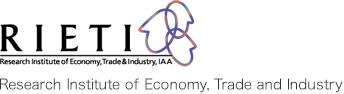 RIETI
Research Institute of Economy, Trade & Industry, IAA
Research Institute of Economy, Trade and Industry